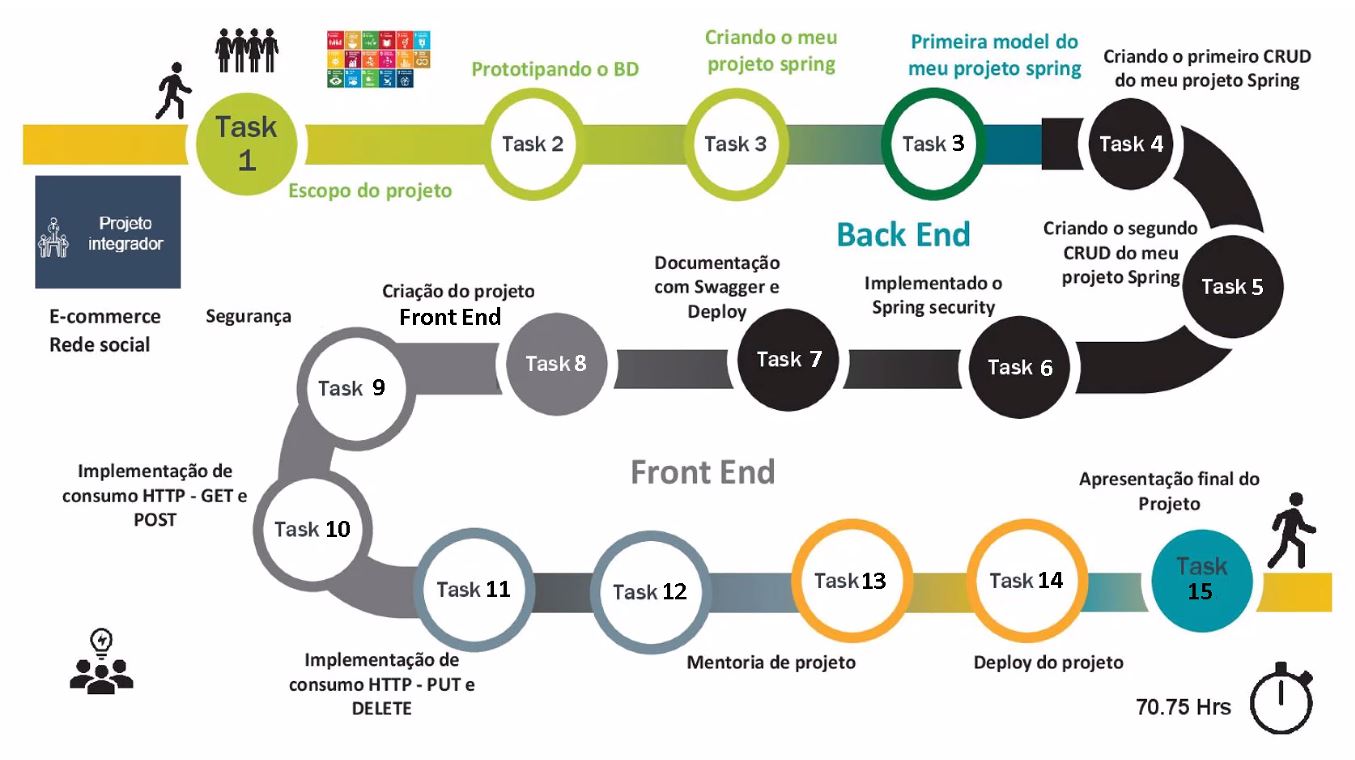 Task
1
Escopo do projeto
Prototipando o BD
Task 2
Criando o meu
projeto spring
Task 3
Primeira model do
meu projeto spring
Task 3
Criando o primeiro CRUD
do meu projeto Spring
Task 4
Projeto
integrador
E-commerce
Rede social
Back End
Criando o segundo
CRUD do meu
projeto Spring
Task 5
Implementado o
Spring security
Task 6
Documentação
com Swagger e
Deploy
Task 7
Criação do projeto
Front End
Task 8
Segurança
Task 9
Front End
Implementação de
consumo HTTP - GET e
POST
Task 10
Task 11
Implementação de
consumo HTTP - PUT e
DELETE
Task 12
Task 13
Mentoria de projeto
Task 14
Deploy do projeto
Apresentação final do
Projeto
Task
15
70.75 Hrs